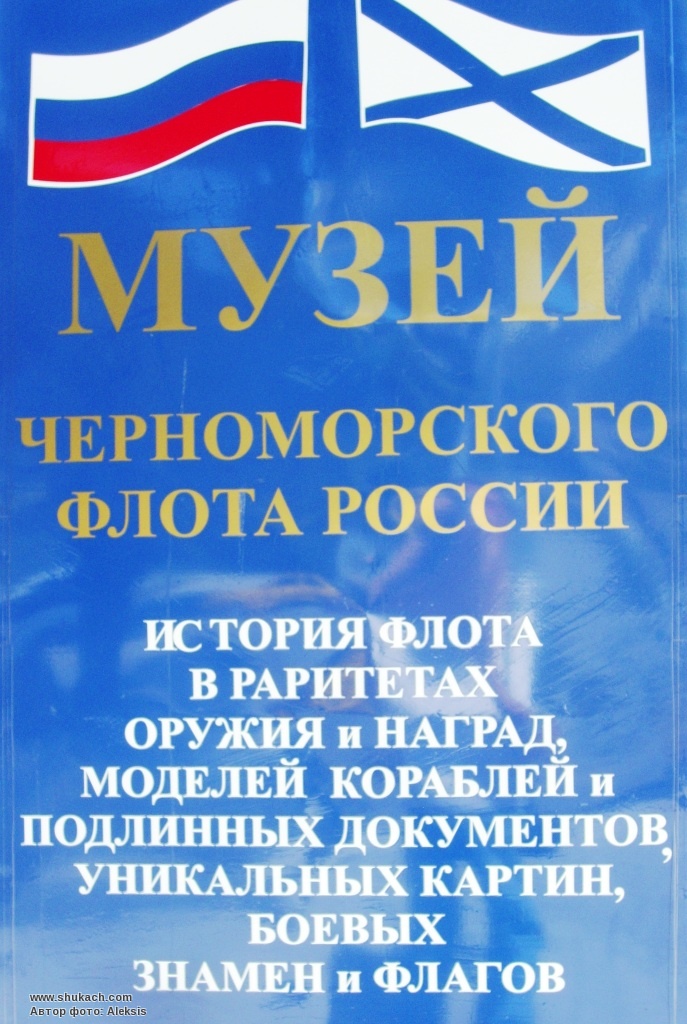 МУЗЕЙ
ЧЕРНОМОРСКОГО
ФЛОТА РОССИИ
ИСТОРИЯ ФЛОТА
В РАРИТЕТАХ
ОРУЖИЯ и НАГРАД,
МОДЕЛЕЙ КОРАБЛЕЙ и
ПОДЛИННЫХ ДОКУМЕНТОВ,
УНИКАЛЬНЫХ КАРТИН,
БОЕВЫХ
ЗНАМЕН и ФЛАГОВ
www.shukach.com
Автор фото: Aleksis